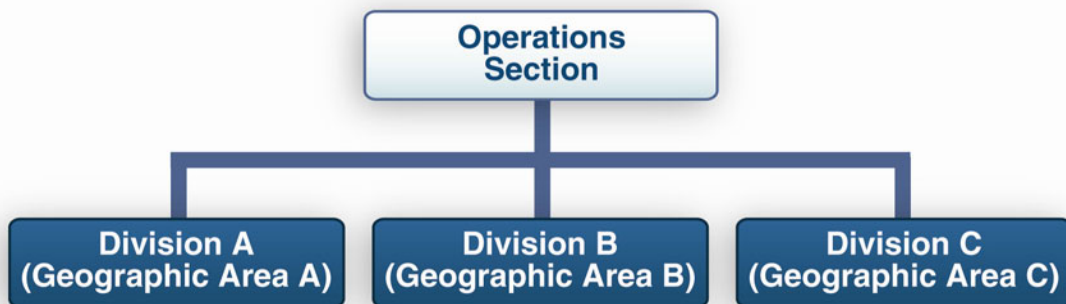 Operations
Section
Division A
(Geographic Area A)
Division B
(Geographic Area B)
Division C
(Geographic Area C)